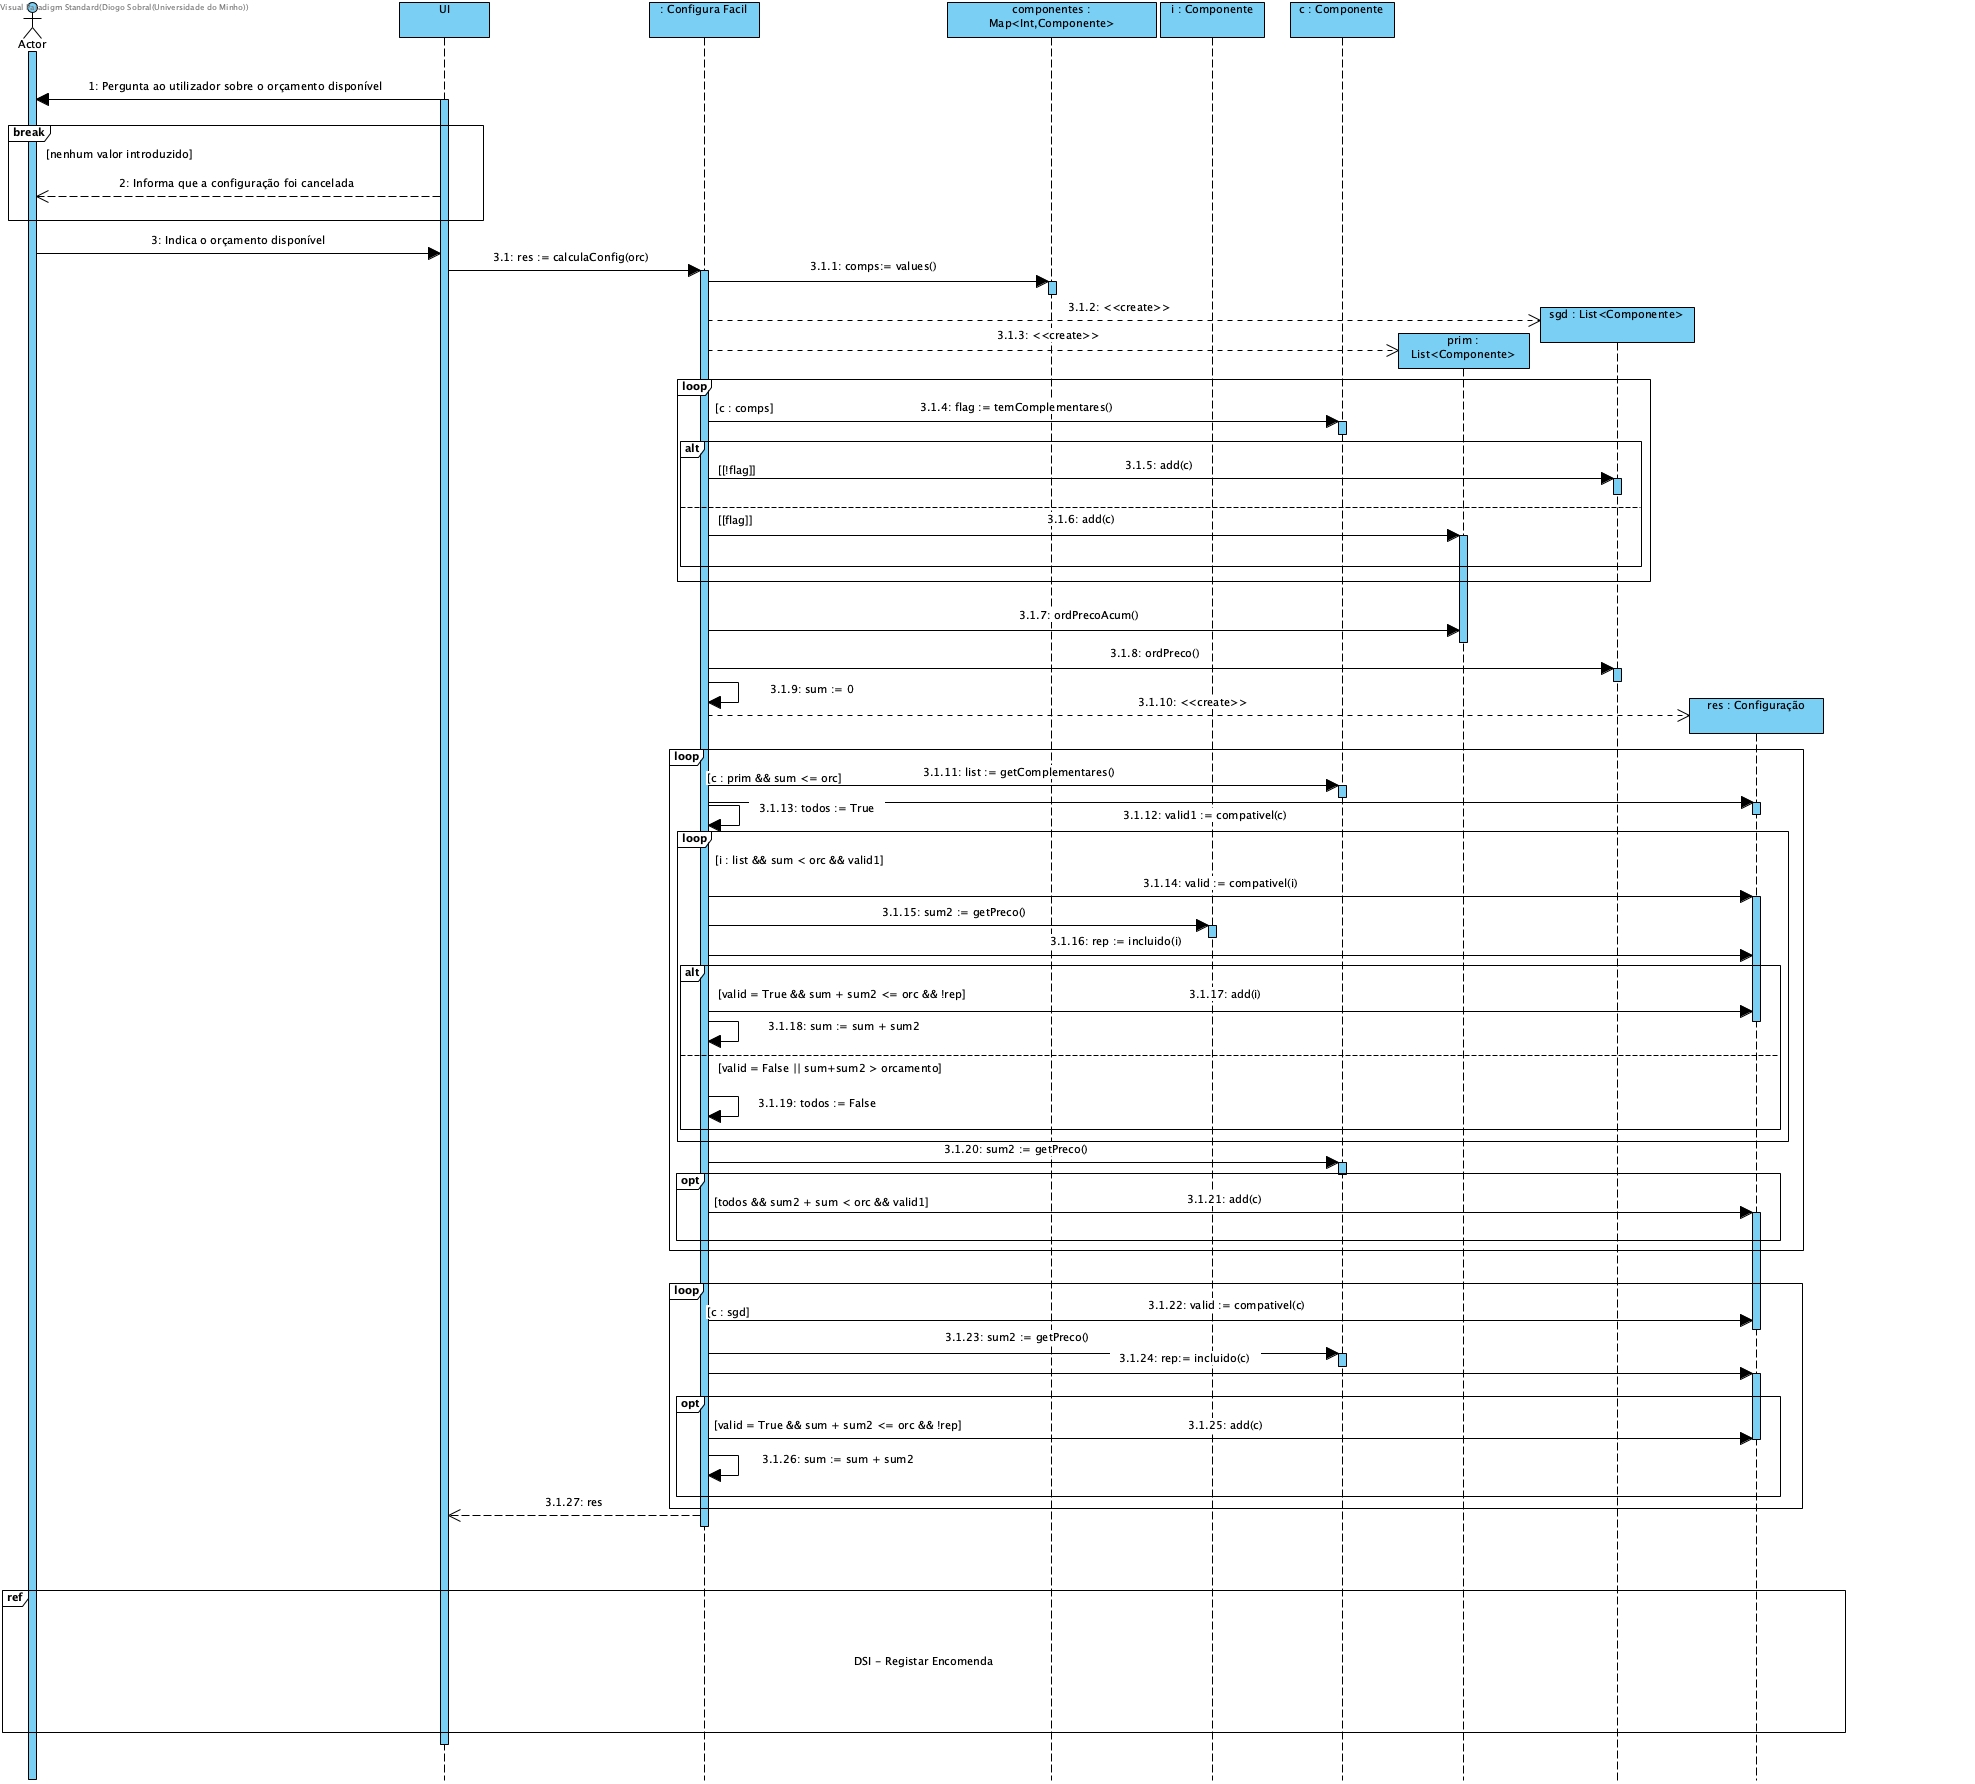 Visual Paradigm Standard(Diogo Sobral(Universidade do Minho))
Actor
UI
: Configura Facil
componentes :
Map<Int,Componente>
i : Componente
c : Componente
1: Pergunta ao utilizador sobre o orçamento disponível
break
[nenhum valor introduzido]
2: Informa que a configuração foi cancelada
3: Indica o orçamento disponível
3.1: res := calculaConfig(orc)
3.1.1: comps:= values()
3.1.2: <<create>>
sgd : List<Componente>
3.1.3: <<create>>
prim :
List<Componente>
loop
[c : comps]
3.1.4: flag := temComplementares()
alt
[[!flag]]
3.1.5: add(c)
[[flag]]
3.1.6: add(c)
3.1.7: ordPrecoAcum()
3.1.8: ordPreco()
3.1.9: sum := 0
3.1.10: <<create>>
res : Configuração
loop
[c : prim && sum <= orc]
3.1.11: list := getComplementares()
3.1.13: todos := True
3.1.12: valid1 := compativel(c)
loop
[i : list && sum < orc && valid1]
3.1.14: valid := compativel(i)
3.1.15: sum2 := getPreco()
3.1.16: rep := incluido(i)
alt
[valid = True && sum + sum2 <= orc && !rep]
3.1.17: add(i)
3.1.18: sum := sum + sum2
[valid = False || sum+sum2 > orcamento]
3.1.19: todos := False
3.1.20: sum2 := getPreco()
opt
[todos && sum2 + sum < orc && valid1]
3.1.21: add(c)
loop
[c : sgd]
3.1.22: valid := compativel(c)
3.1.23: sum2 := getPreco()
3.1.24: rep:= incluido(c)
opt
[valid = True && sum + sum2 <= orc && !rep]
3.1.25: add(c)
3.1.26: sum := sum + sum2
3.1.27: res
ref
DSI - Registar Encomenda